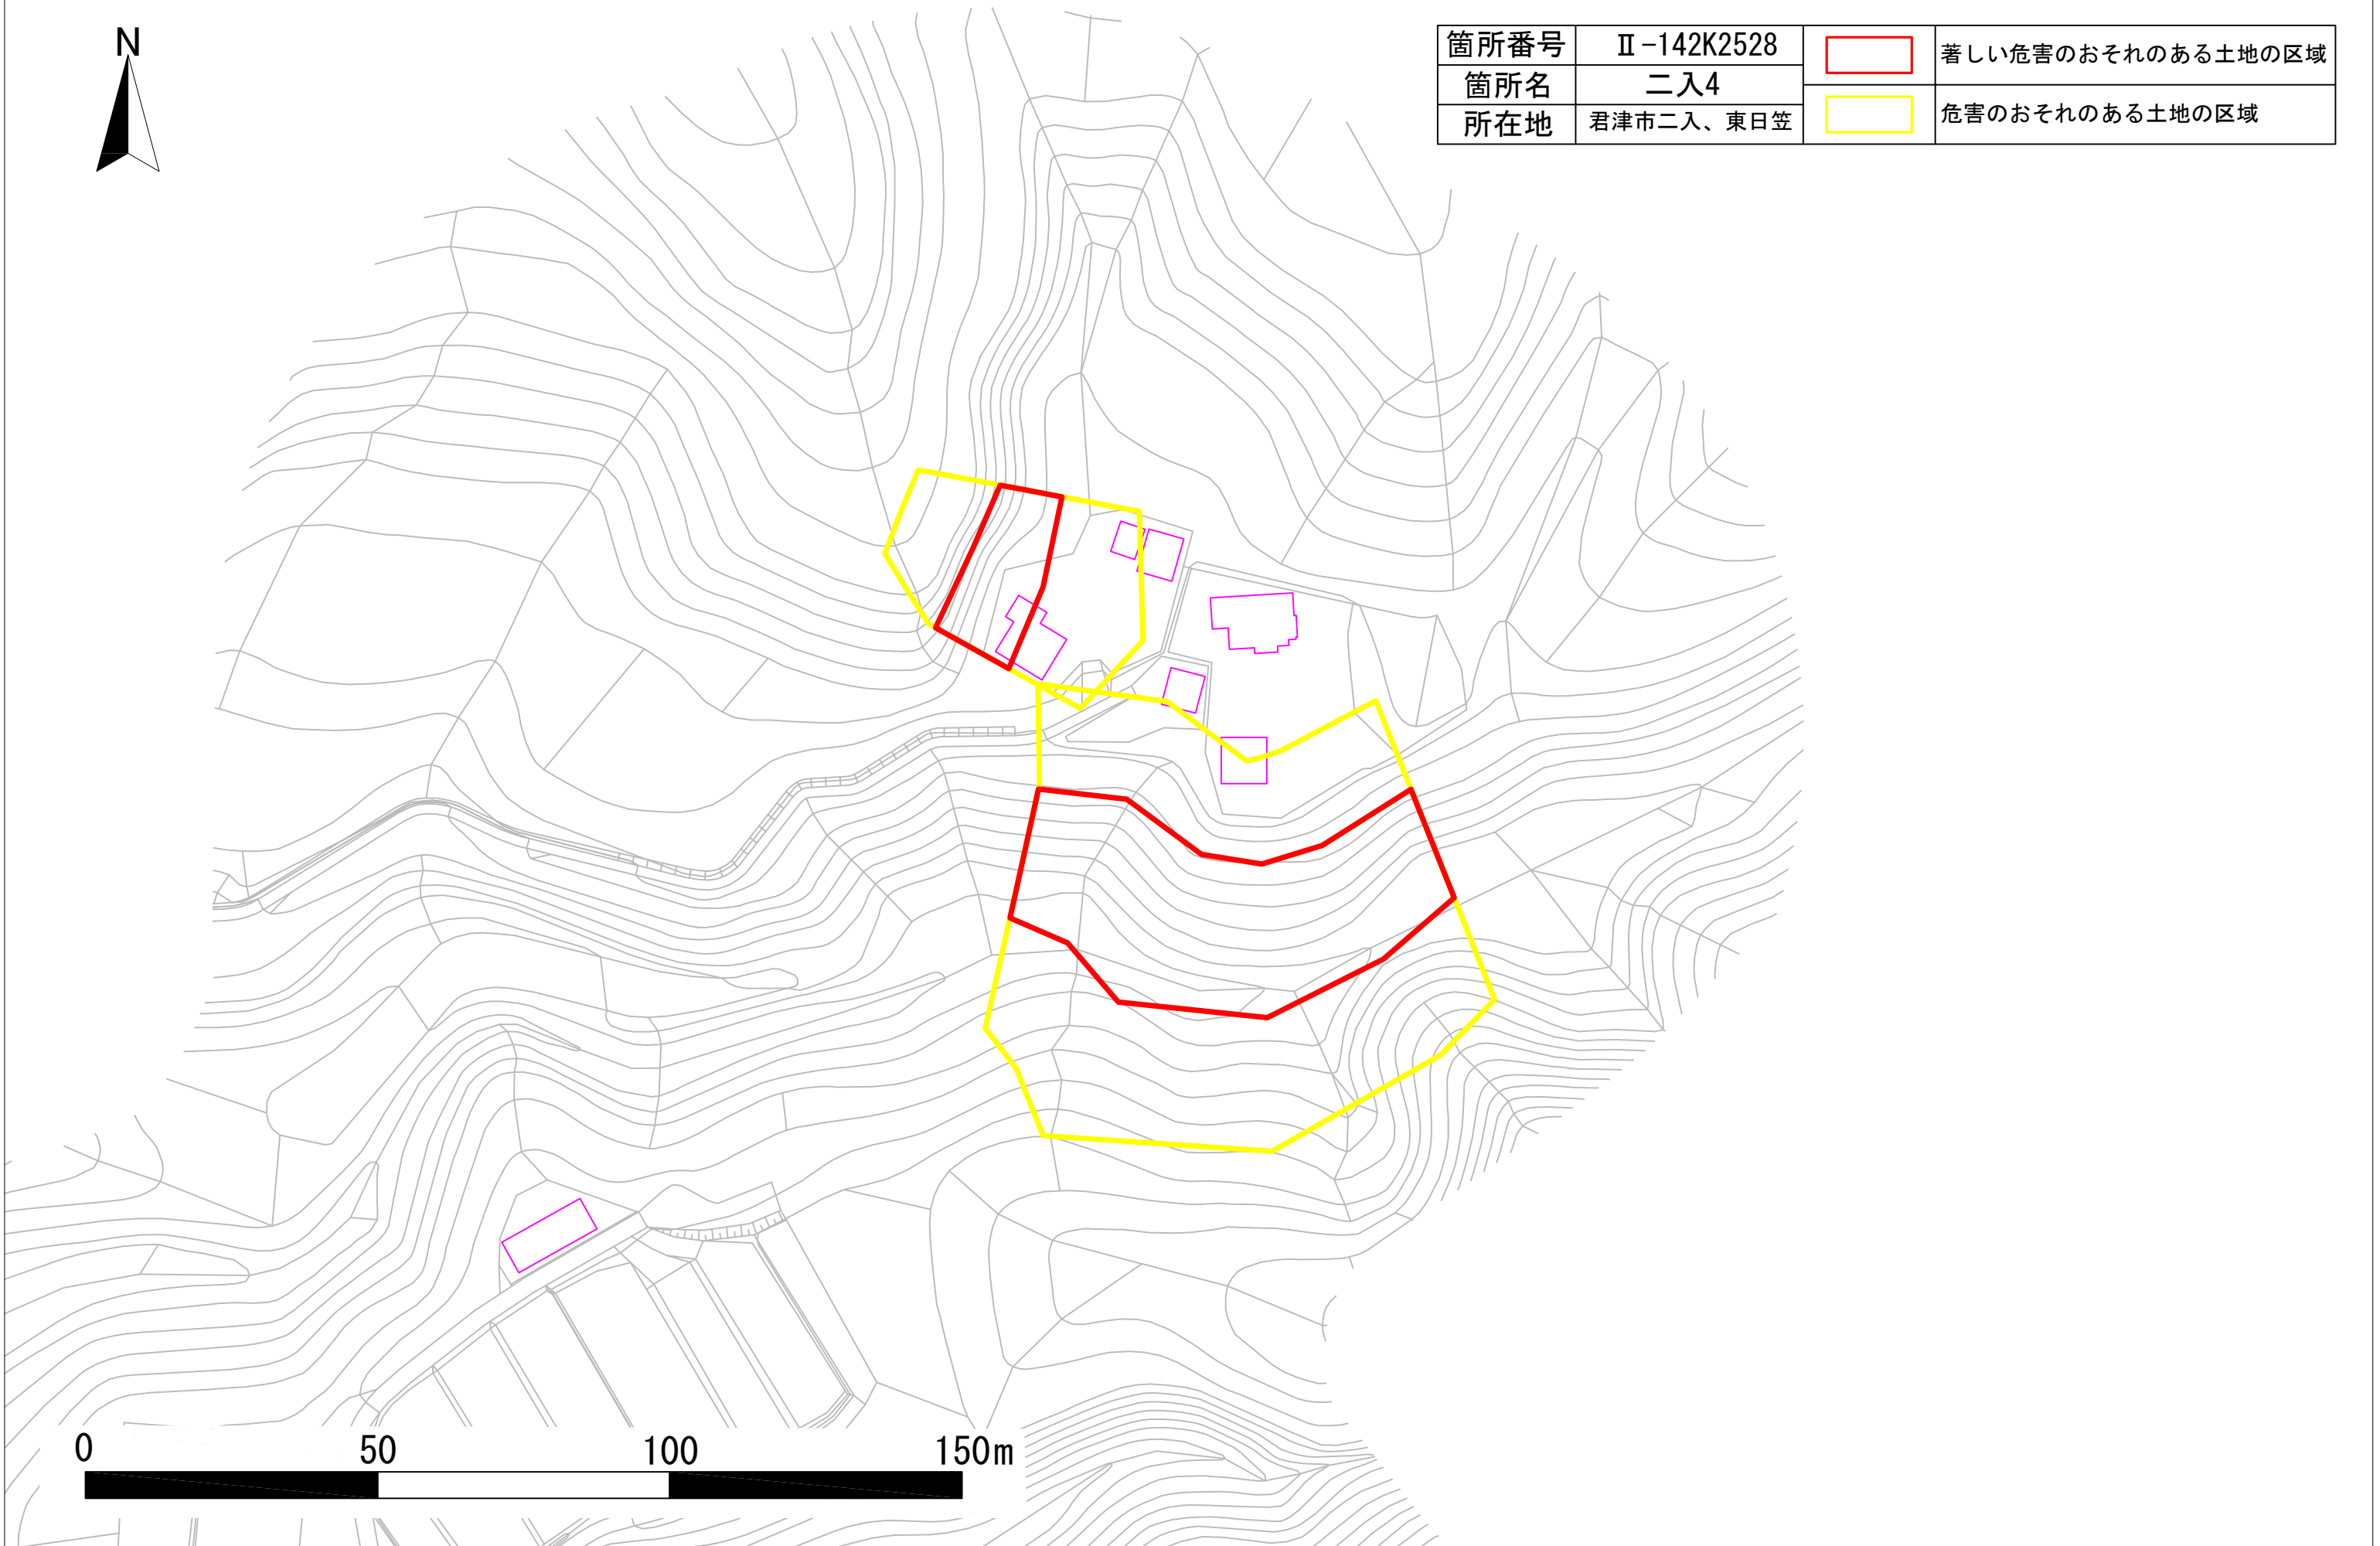 N
箇所番号 Ⅱ-142K2528
箇所名 二入4
所在地 君津市二入、東日笠
著しい危害のおそれのある土地の区域
危害のおそれのある土地の区域
0 50 100 150m